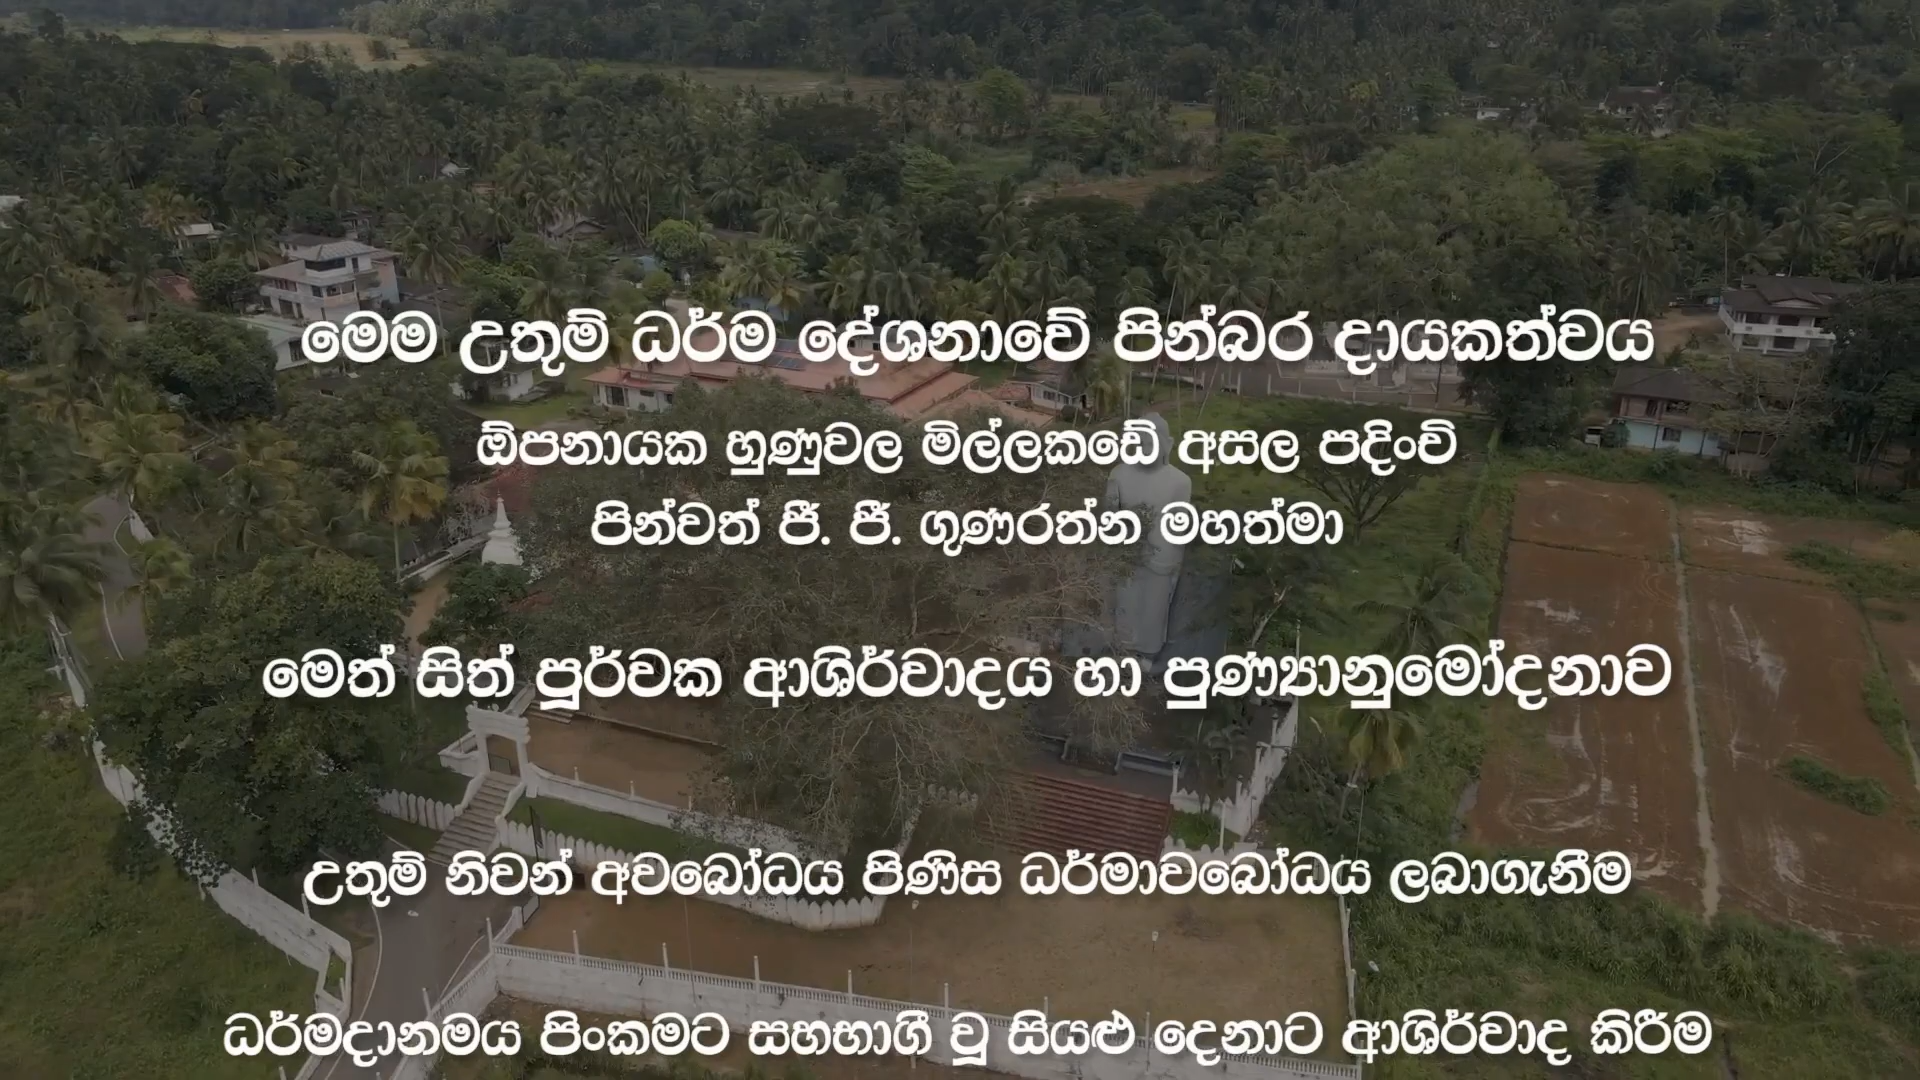 මෙම උතුම් ධර්ම දේශනාවේ පින්බර දායකත්වය
ඕපනායක හුණුවල මිල්ලකඩේ අසල පදිංචි
පින්වත් ජී. ජී. ගුණරත්න මහත්මා
මෙත් සිත් පූර්වක ආශිර්වාදය හා පුණ්‍යානුමෝදනාව
උතුම් නිවන් අවබෝධය පිණිස ධර්මාවබෝධය ලබාගැනීම
ධර්මදානමය පිංකමට සහභාගී වූ සියළු දෙනාට ආශිර්වාද කිරීම